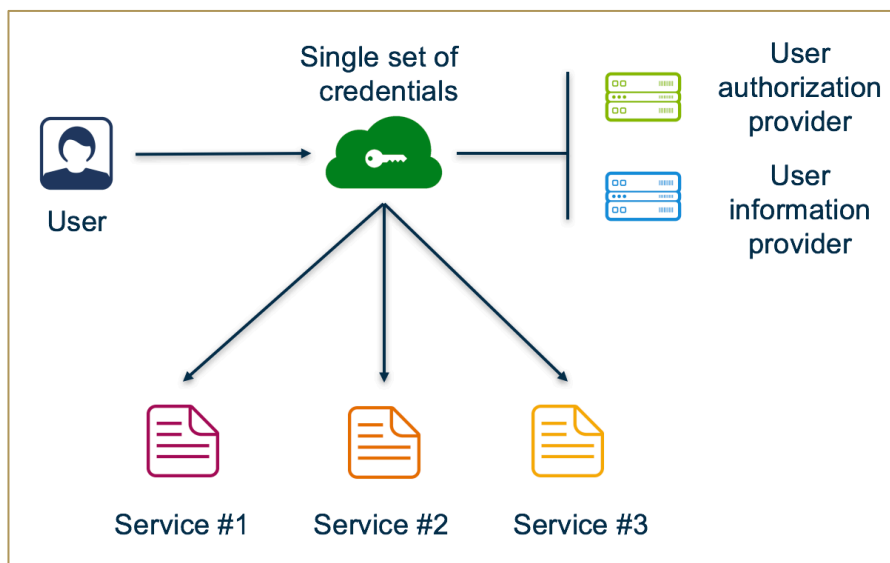 Single set of
credentials
User
authorization
provider
User
User
information
provider
Service #1
Service #2
Service #3